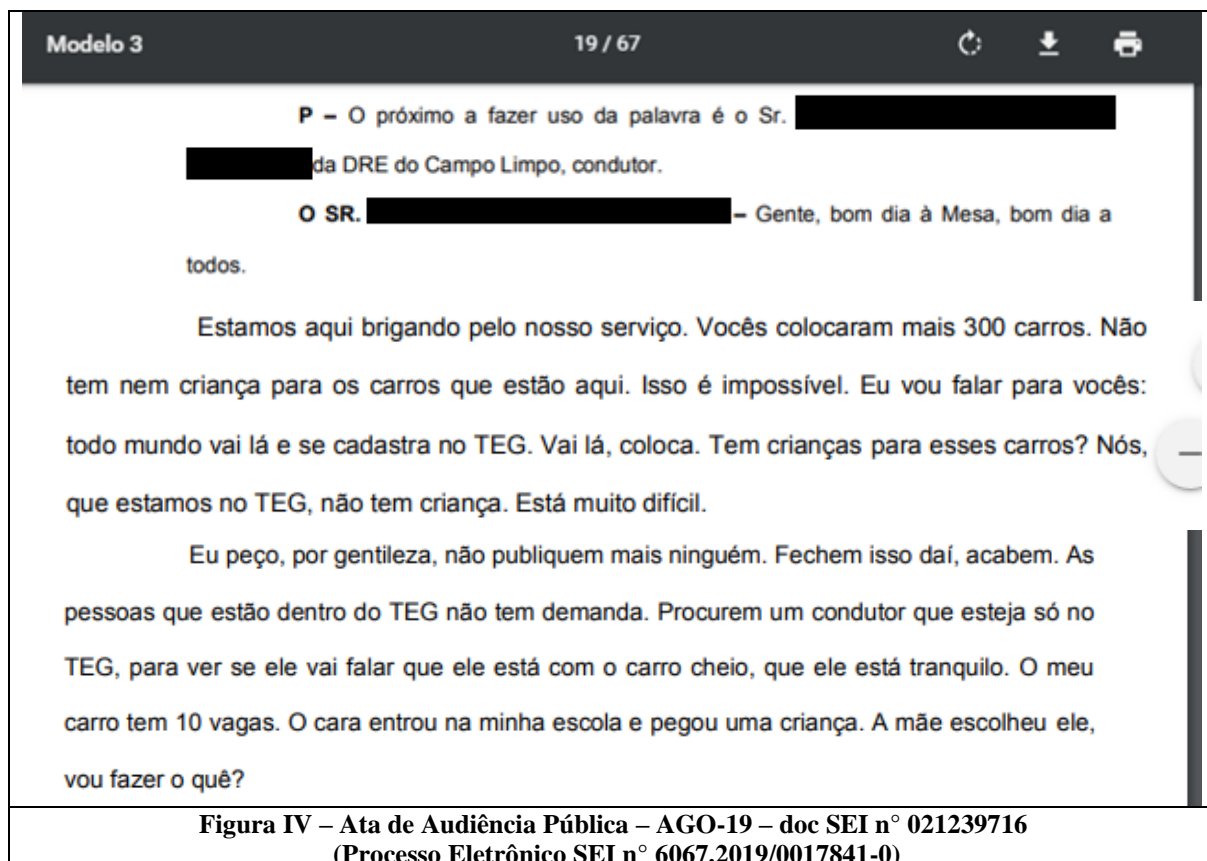 Modelo 3 19 / 67
P – O próximo a fazer uso da palavra é o Sr.
da DRE do Campo Limpo, condutor.
O SR. – Gente, bom dia à Mesa, bom dia a
todos.
Estamos aqui brigando pelo nosso serviço. Vocês colocaram mais 300 carros. Não
tem nem criança para os carros que estão aqui. Isso é impossível. Eu vou falar para vocês:
todo mundo vai lá e se cadastra no TEG. Vai lá, coloca. Tem crianças para esses carros? Nós,
que estamos no TEG, não tem criança. Está muito difícil.
Eu peço, por gentileza, não publiquem mais ninguém. Fechem isso daí, acabem. As
pessoas que estão dentro do TEG não tem demanda. Procurem um condutor que esteja só no
TEG, para ver se ele vai falar que ele está com o carro cheio, que ele está tranquilo. O meu
carro tem 10 vagas. O cara entrou na minha escola e pegou uma criança. A mãe escolheu ele,
vou fazer o quê?
Figura IV – Ata de Audiência Pública – AGO-19 – doc SEI n° 021239716
(Processo Eletrônico SEI n° 6067.2019/0017841-0)